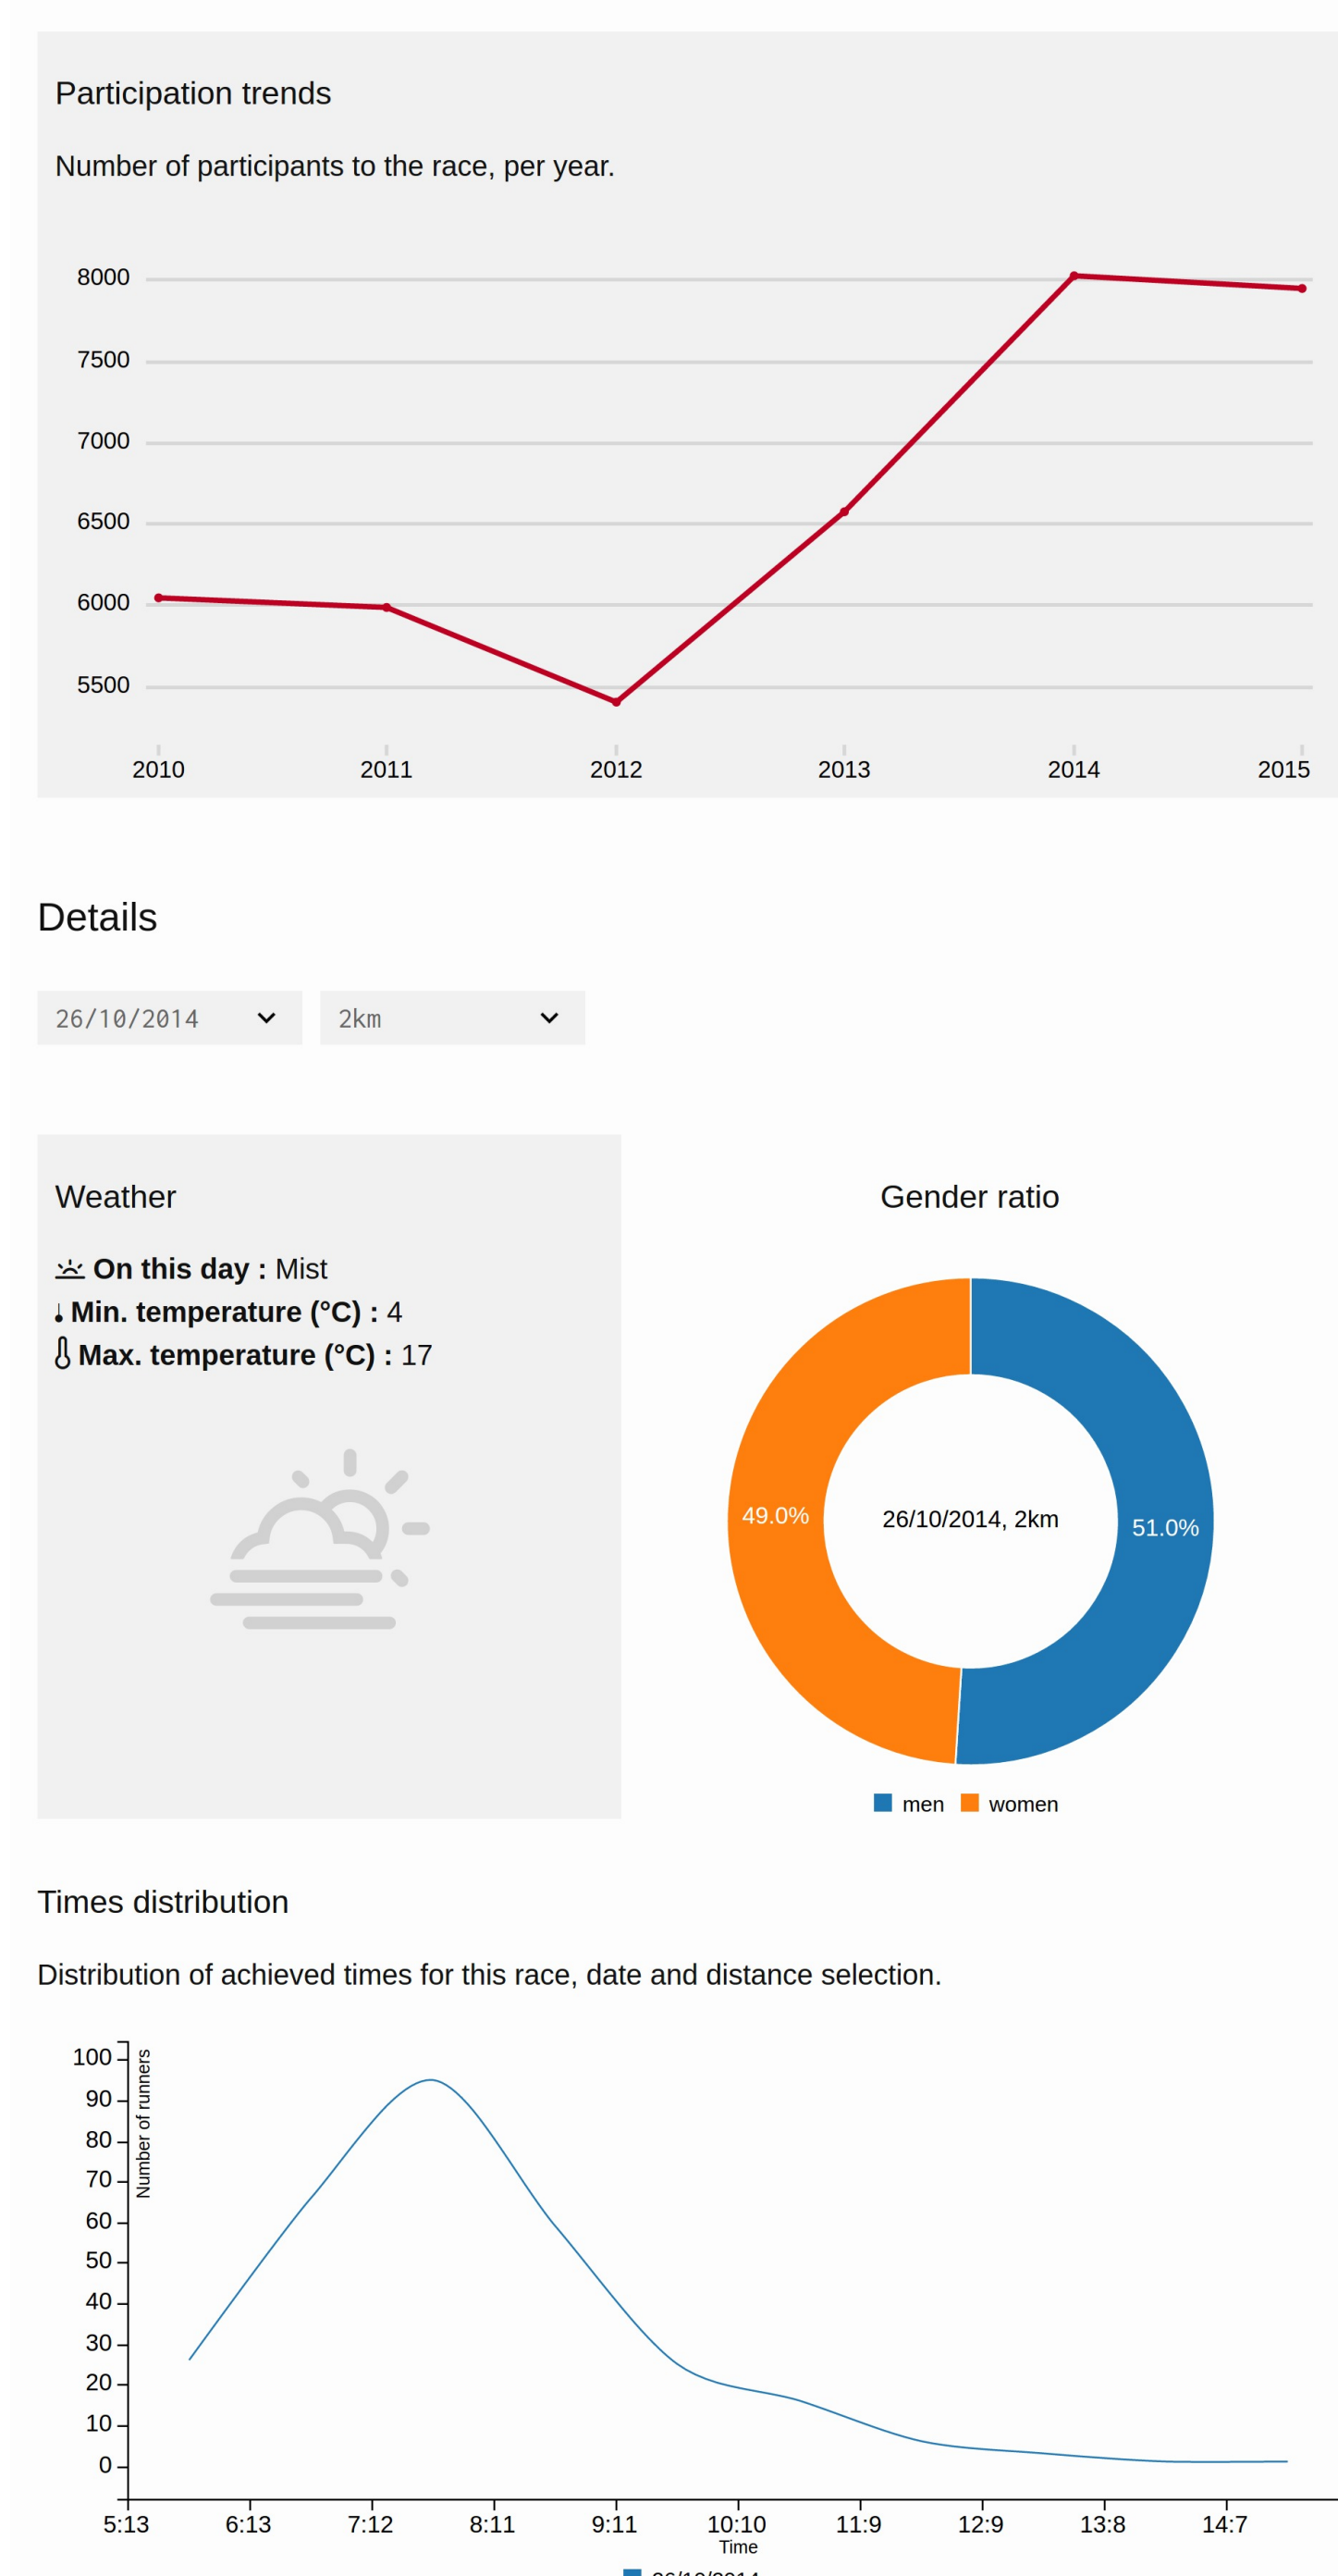 Participation trends
Number of participants to the race, per year.
8000
7500
7000
6500
6000
5500
2010 2011 2012 2013 2014 2015
Details
26/10/2014 2km
Weather
On this day : Mist
Min. temperature (°C) : 4
Max. temperature (°C) : 17
Gender ratio
49.0% 26/10/2014, 2km 51.0%
men women
Times distribution
Distribution of achieved times for this race, date and distance selection.
Number of runners
100
90
80
70
60
50
40
30
20
10
0
5:13 6:13 7:12 8:11 9:11 10:10 11:9 12:9 13:8 14:7
Time